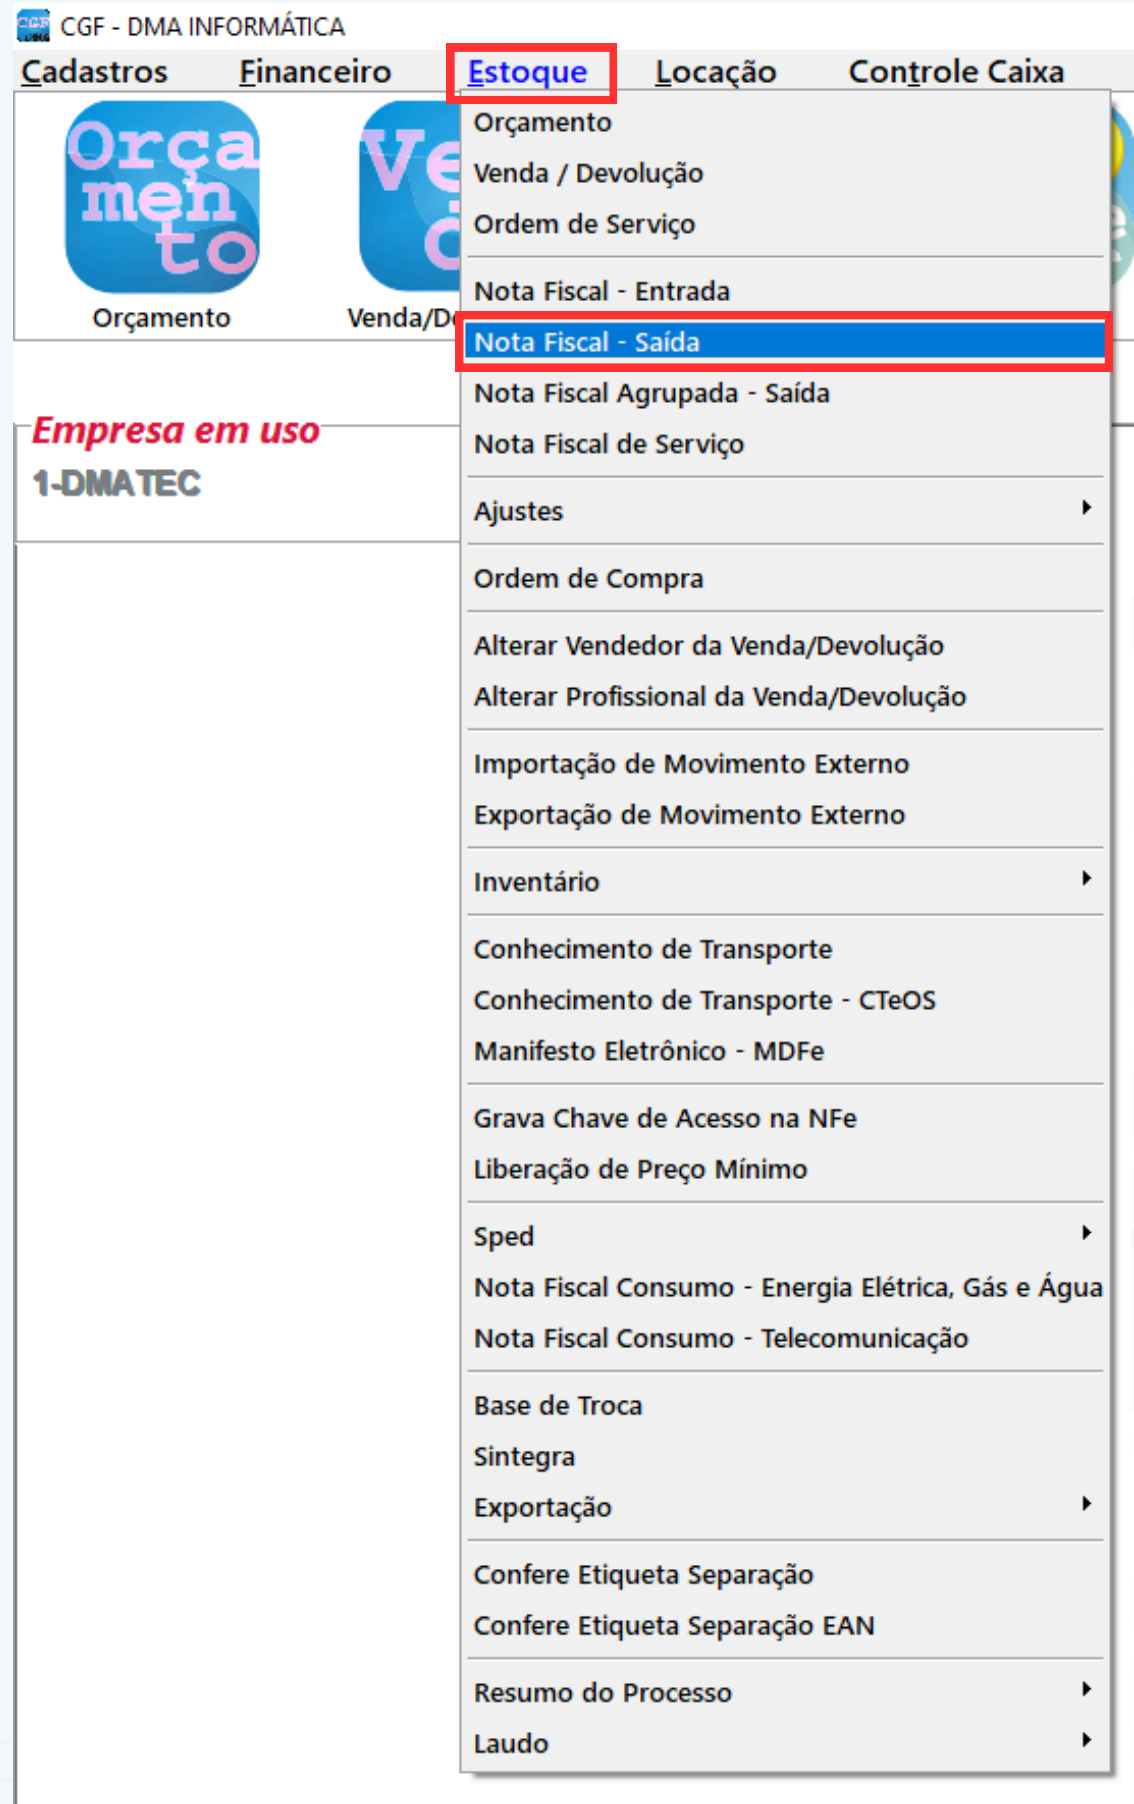 CGF - DMA INFORMÁTICA
Cadastros Financeiro Estoque Locação Controle Caixa
Orça
men
to
Orçamento
Empresa em uso
1-DMATEC
Orçamento
Venda / Devolução
Ordem de Serviço
Nota Fiscal - Entrada
Nota Fiscal - Saída
Nota Fiscal Agrupada - Saída
Nota Fiscal de Serviço
Ajustes
Ordem de Compra
Alterar Vendedor da Venda/Devolução
Alterar Profissional da Venda/Devolução
Importação de Movimento Externo
Exportação de Movimento Externo
Inventário
Conhecimento de Transporte
Conhecimento de Transporte - CTeOS
Manifesto Eletrônico - MDFe
Grava Chave de Acesso na NFe
Liberação de Preço Mínimo
Sped
Nota Fiscal Consumo - Energia Elétrica, Gás e Água
Nota Fiscal Consumo - Telecomunicação
Base de Troca
Sintegra
Exportação
Confere Etiqueta Separação
Confere Etiqueta Separação EAN
Resumo do Processo
Laudo